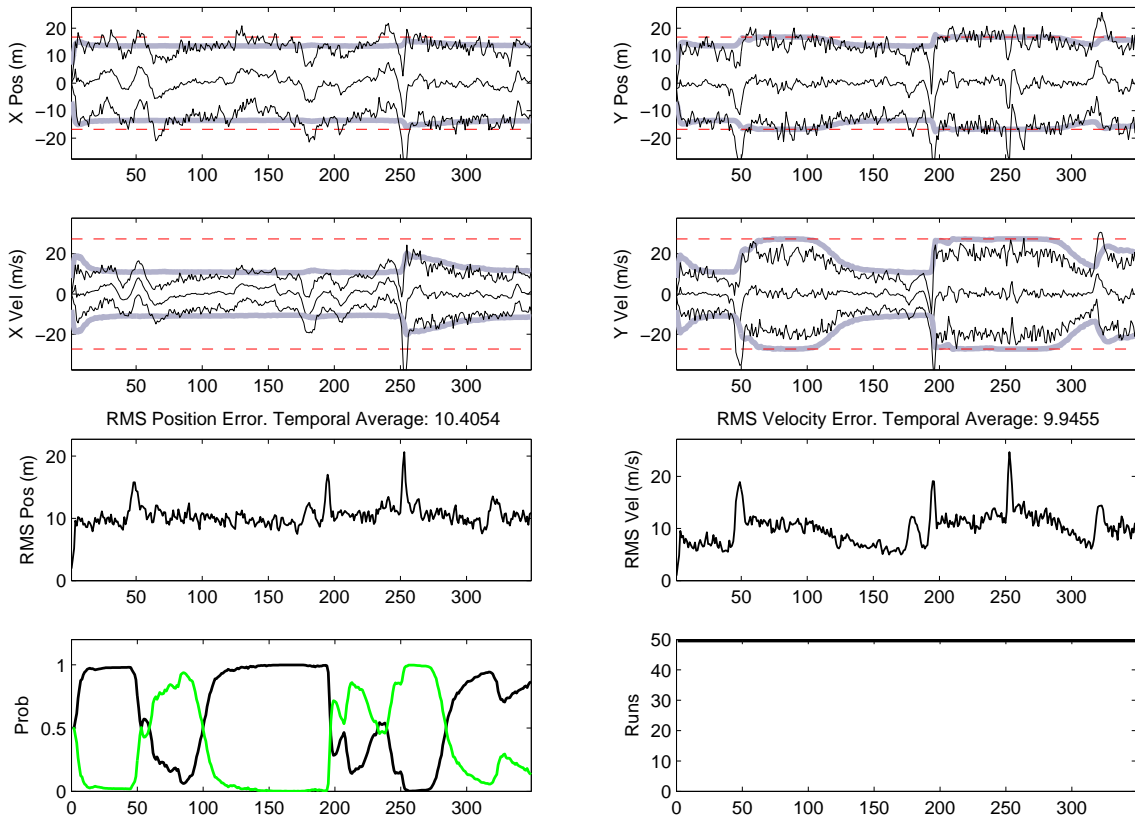 20
10
0
−10
−20
X Pos (m)
50 100 150 200 250 300
20
10
0
−10
−20
Y Pos (m)
50 100 150 200 250 300
20
0
−20
X Vel (m/s)
50 100 150 200 250 300
20
0
−20
Y Vel (m/s)
50 100 150 200 250 300
RMS Position Error. Temporal Average: 10.4054
20
10
0
RMS Pos (m)
50 100 150 200 250 300
RMS Velocity Error. Temporal Average: 9.9455
20
10
0
RMS Vel (m/s)
50 100 150 200 250 300
1
0.5
0
Prob
0 50 100 150 200 250 300
50
40
30
20
10
0
Runs
0 50 100 150 200 250 300